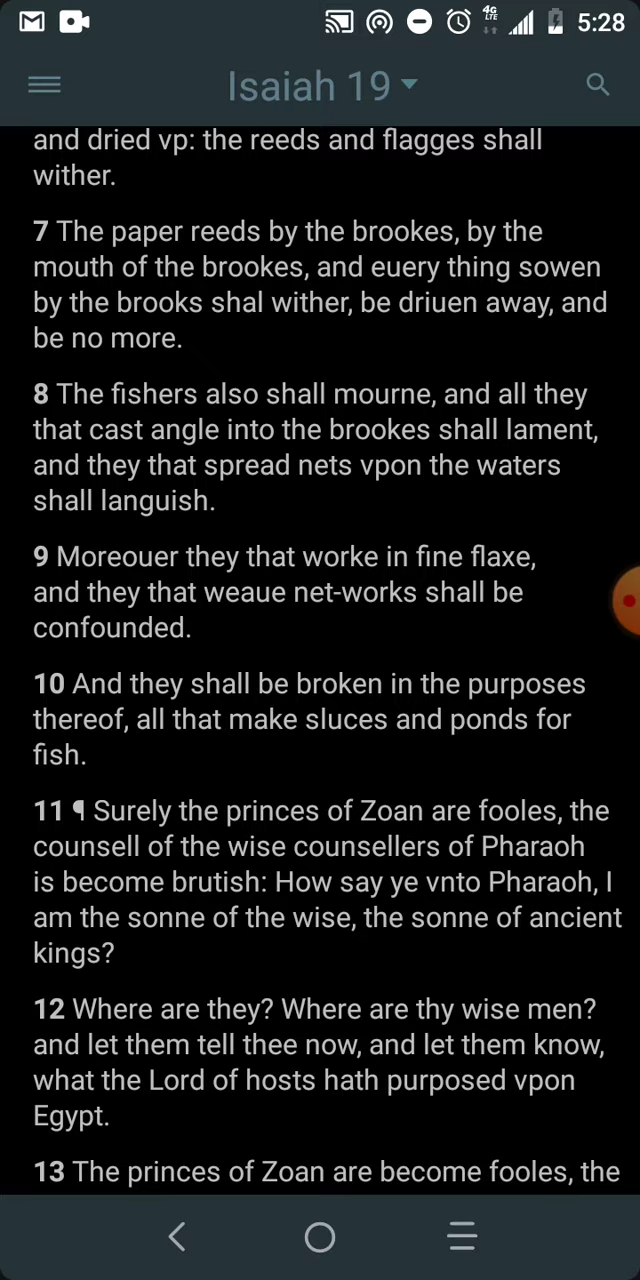 4G
LTE
5:28
Isaiah 19
and dried vp: the reeds and flagges shall
wither.
7 The paper reeds by the brookes, by the
mouth of the brookes, and euery thing sowen
by the brooks shal wither, be driuen away, and
be no more.
8 The fishers also shall mourne, and all they
that cast angle into the brookes shall lament,
and they that spread nets vpon the waters
shall languish.
9 Moreouer they that worke in fine flaxe,
and they that weaue net-works shall be
confounded.
10 And they shall be broken in the purposes
thereof, all that make sluces and ponds for
fish.
11 ¶ Surely the princes of Zoan are fooles, the
counsell of the wise counsellers of Pharaoh
is become brutish: How say ye vnto Pharaoh, I
am the sonne of the wise, the sonne of ancient
kings?
12 Where are they? Where are thy wise men?
and let them tell thee now, and let them know,
what the Lord of hosts hath purposed vpon
Egypt.
13 The princes of Zoan are become fooles, the